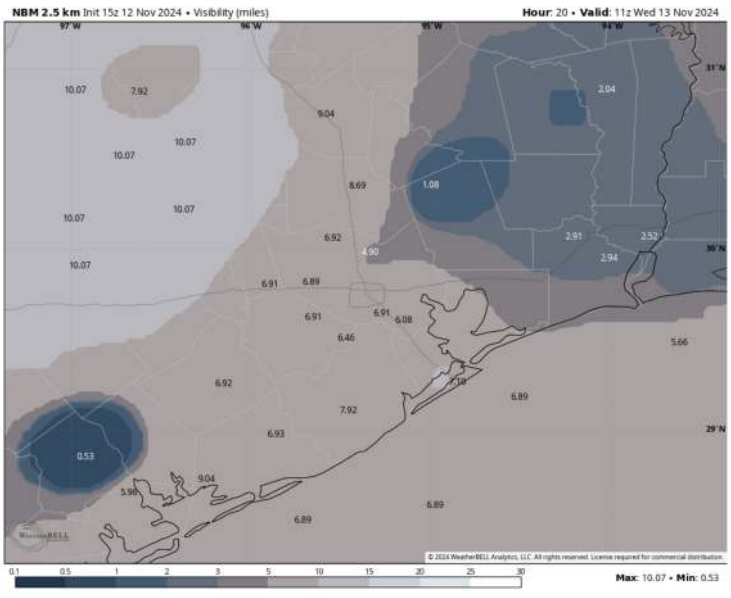 NBM 2.5 km Init 15z 12 Nov 2024 • Visibility (miles)
Hour: 20 • Valid: 11z Wed 13 Nov 2024
97°W 96°W 95°W 94°W
31°N
10.07 7.92 2.04
9.04
10.07
10.07
8.69 1.08
10.07
10.07
6.92 2.91 2.52
30°N
4.90 2.94
10.07
6.91 6.89
6.91 6.91 6.08
6.46 5.66
6.92 7.10
6.89
7.92
29°N
6.93
0.53
9.04
5.96
6.89
6.89
WeatherBELL
© 2024 WeatherBELL Analytics, LLC. All rights reserved. License required for commercial distribution.
0.1 0.5 1 2 3 5 10 15 20 25 30
Max: 10.07 • Min: 0.53